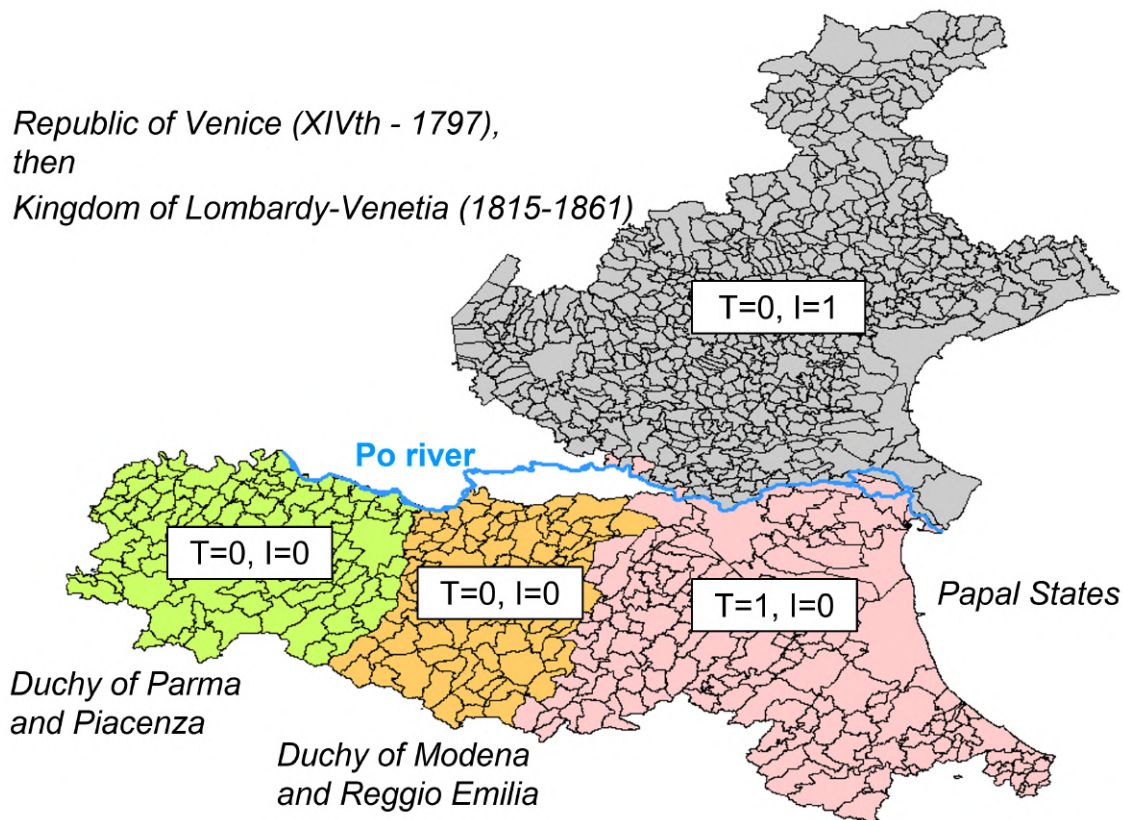 Republic of Venice (XIVth - 1797),
then
Kingdom of Lombardy-Venetia (1815-1861)
T=0, I=1
Po river
T=0, I=0
T=0, I=0
T=1, I=0
Papal States
Duchy of Parma
and Piacenza
Duchy of Modena
and Reggio Emilia